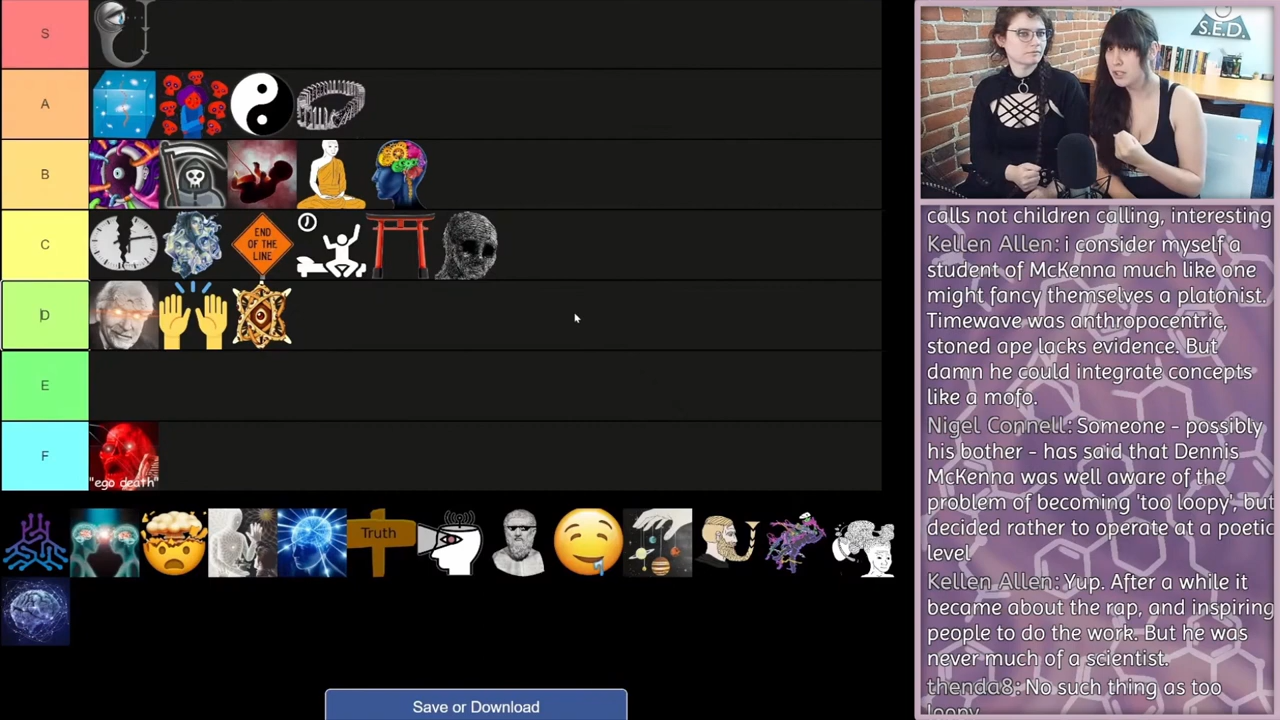 S
A
B
C
D
E
F
END
OF THE
LINE
"ego death"
Truth
Save or Download
S.E.D.
calls not children calling, interesting
Kellen Allen: i consider myself a
student of McKenna much like one
might fancy themselves a platonist.
Timewave was anthropocentric,
stoned ape lacks evidence. But
damn he could integrate concepts
like a mofo.
Nigel Connell: Someone - possibly
his bother - has said that Dennis
McKenna was well aware of the
problem of becoming 'too loopy', but
decided rather to operate at a poetic
level
Kellen Allen: Yup. After a while it
became about the rap, and inspiring
people to do the work. But he was
never much of a scientist.
thenda8: No such thing as too
loopy